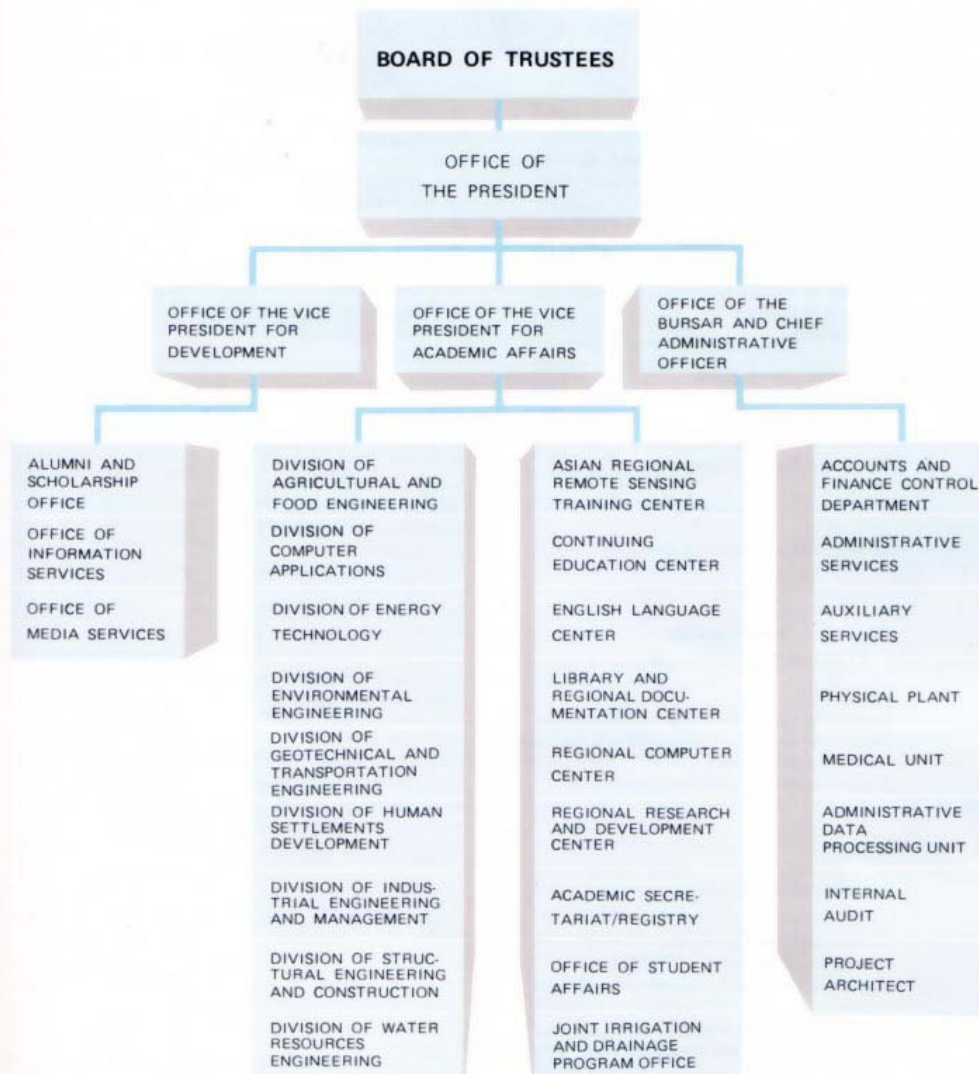 BOARD OF TRUSTEES
OFFICE OF
THE PRESIDENT
OFFICE OF THE VICE
PRESIDENT FOR
DEVELOPMENT
OFFICE OF THE VICE
PRESIDENT FOR
ACADEMIC AFFAIRS
OFFICE OF THE
BURSAR AND CHIEF
ADMINISTRATIVE
OFFICER
ALUMNI AND
SCHOLARSHIP
OFFICE
OFFICE OF
INFORMATION
SERVICES
OFFICE OF
MEDIA SERVICES
DIVISION OF
AGRICULTURAL AND
FOOD ENGINEERING
DIVISION OF
COMPUTER
APPLICATIONS
DIVISION OF ENERGY
TECHNOLOGY
DIVISION OF
ENVIRONMENTAL
ENGINEERING
DIVISION OF
GEOTECHNICAL AND
TRANSPORTATION
ENGINEERING
DIVISION OF HUMAN
SETTLEMENTS
DEVELOPMENT
DIVISION OF INDUS-
TRIAL ENGINEERING
AND MANAGEMENT
DIVISION OF STRUC-
TURAL ENGINEERING
AND CONSTRUCTION
DIVISION OF WATER
RESOURCES
ENGINEERING
ASIAN REGIONAL
REMOTE SENSING
TRAINING CENTER
CONTINUING
EDUCATION CENTER
ENGLISH LANGUAGE
CENTER
LIBRARY AND
REGIONAL DOCU-
MENTATION CENTER
REGIONAL COMPUTER
CENTER
REGIONAL RESEARCH
AND DEVELOPMENT
CENTER
ACADEMIC SECRE-
TARIAT/REGISTRY
OFFICE OF STUDENT
AFFAIRS
JOINT IRRIGATION
AND DRAINAGE
PROGRAM OFFICE
ACCOUNTS AND
FINANCE CONTROL
DEPARTMENT
ADMINISTRATIVE
SERVICES
AUXILIARY
SERVICES
PHYSICAL PLANT
MEDICAL UNIT
ADMINISTRATIVE
DATA
PROCESSING UNIT
INTERNAL
AUDIT
PROJECT
ARCHITECT